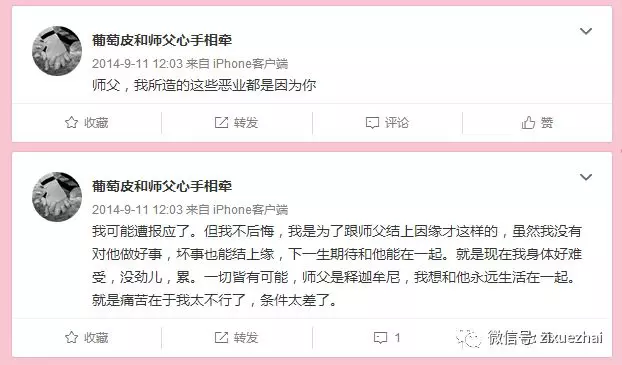 葡萄皮和师父心手相牵
2014-9-11 12:03 来自 iPhone客户端
师父，我所造的这些恶业都是因为你
收藏 转发 评论 赞
葡萄皮和师父心手相牵
2014-9-11 12:03 来自 iPhone客户端
我可能遭报应了。但我不后悔，我是为了跟师父结上因缘才这样的，虽然我没有
对他做好事，坏事也能结上缘，下一生期待和他能在一起。就是现在我身体好难
受，没劲儿，累。一切皆有可能，师父是释迦牟尼，我想和他永远生活在一起。
就是痛苦在于我太不行了，条件太差了。
收藏 转发 1
微信号: zixuezhai